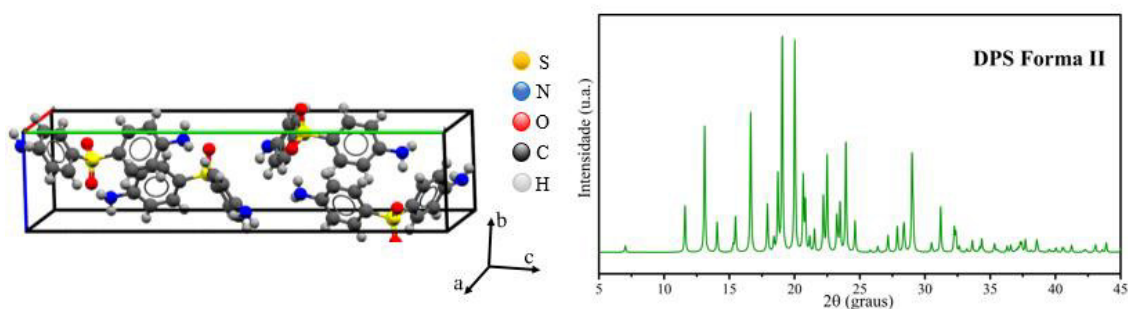 S
N
O
C
H
b
c
a
DPS Forma II
Intensidade (u.a.)
5 10 15 20 25 30 35 40 45
2θ (graus)